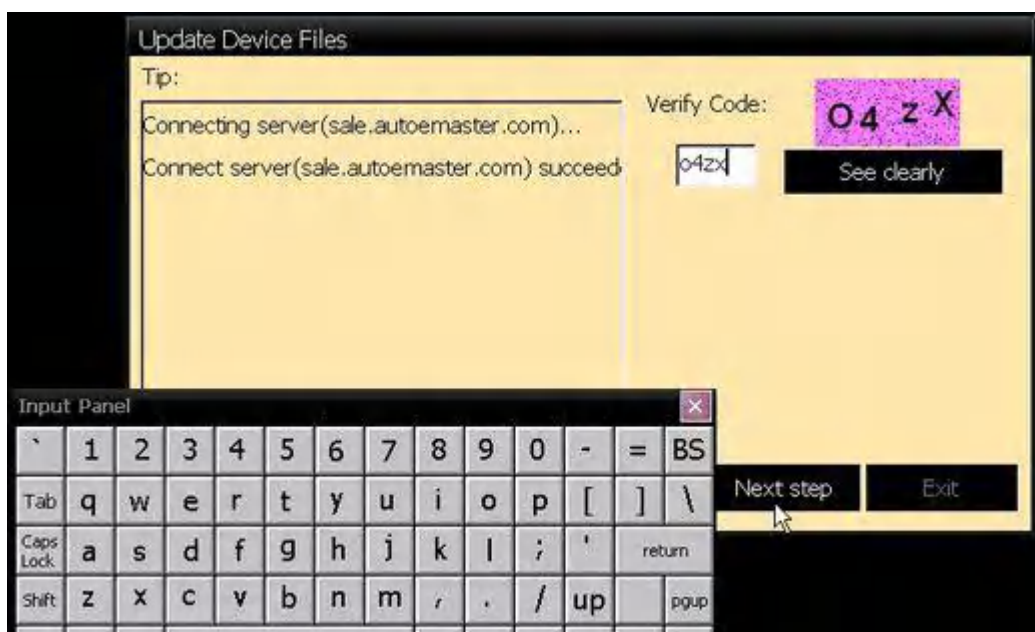 Update Device Files
Tip:
Connecting server(sale.autoemaster.com)...
Connect server(sale.autoemaster.com) succeed
Verify Code:
O4 z X
o4zx
See clearly
Next step
Exit
Input Panel
` 1 2 3 4 5 6 7 8 9 0 - = BS
Tab q w e r t y u i o p [ ] \
Caps Lock a s d f g h j k l ; ' return
Shift z x c v b n m , . / up pgup